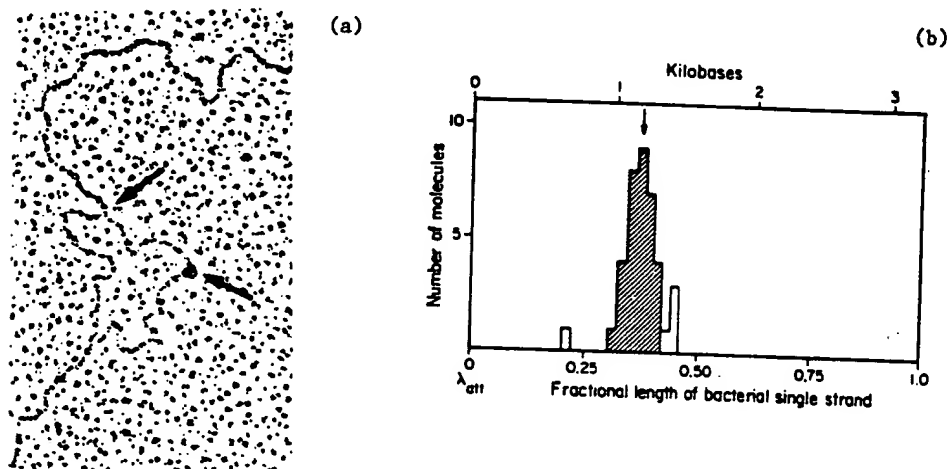 (a)
(b)
Kilobases
0 1 2 3
10
5
0
Number of molecules
0 0.25 0.50 0.75 1.0
λatt
Fractional length of bacterial single strand